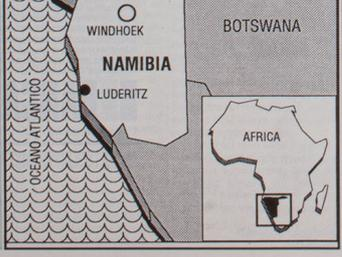 WINDHOEK
BOTSWANA
NAMIBIA
LUDERITZ
OCEANO ATLANTICO
AFRICA